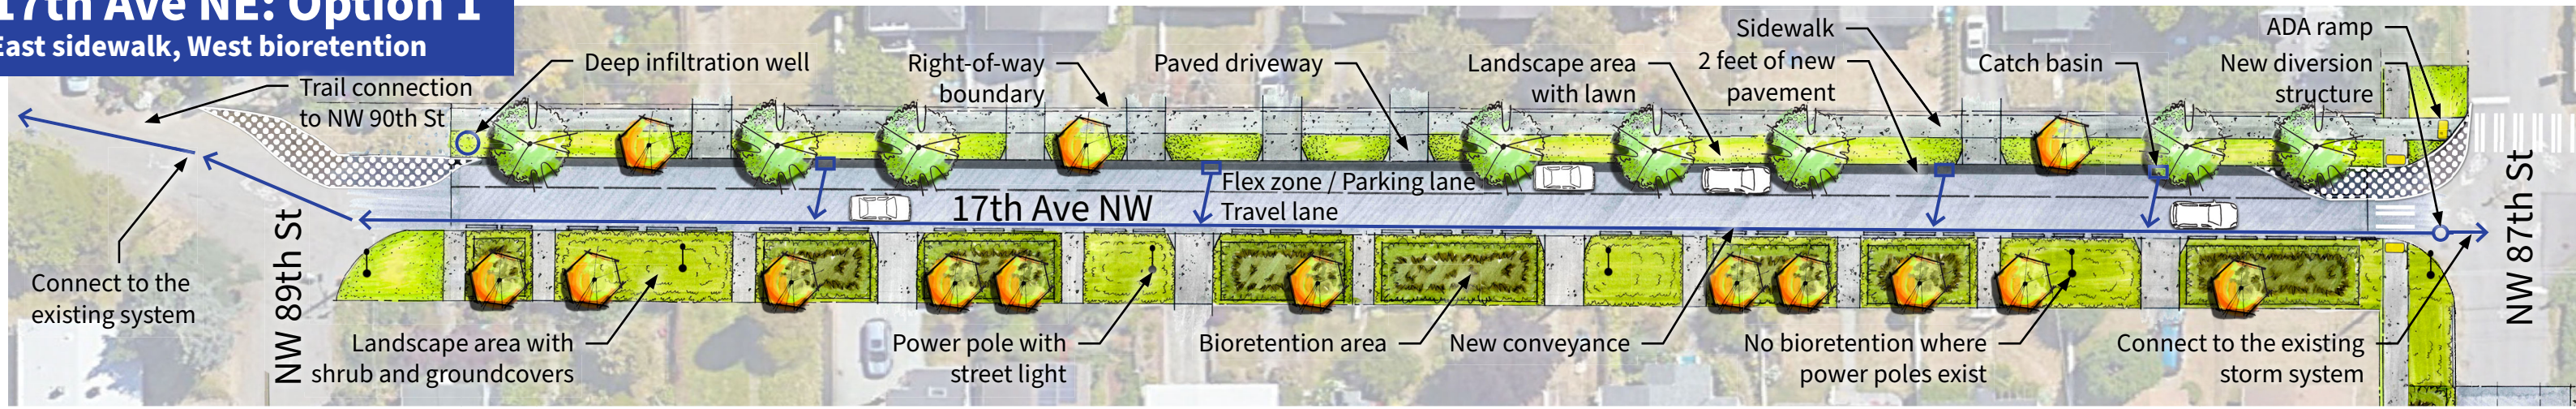 17th Ave NE: Option 1
East sidewalk, West bioretention
Trail connection
to NW 90th St
Deep infiltration well
Right-of-way
boundary
Paved driveway
Landscape area
with lawn
Sidewalk
2 feet of new
pavement
Catch basin
ADA ramp
New diversion
structure
Flex zone / Parking lane
17th Ave NW
Travel lane
NW 89th St
NW 87th St
Connect to the
existing system
Landscape area with
shrub and groundcovers
Power pole with
street light
Bioretention area
New conveyance
No bioretention where
power poles exist
Connect to the existing
storm system